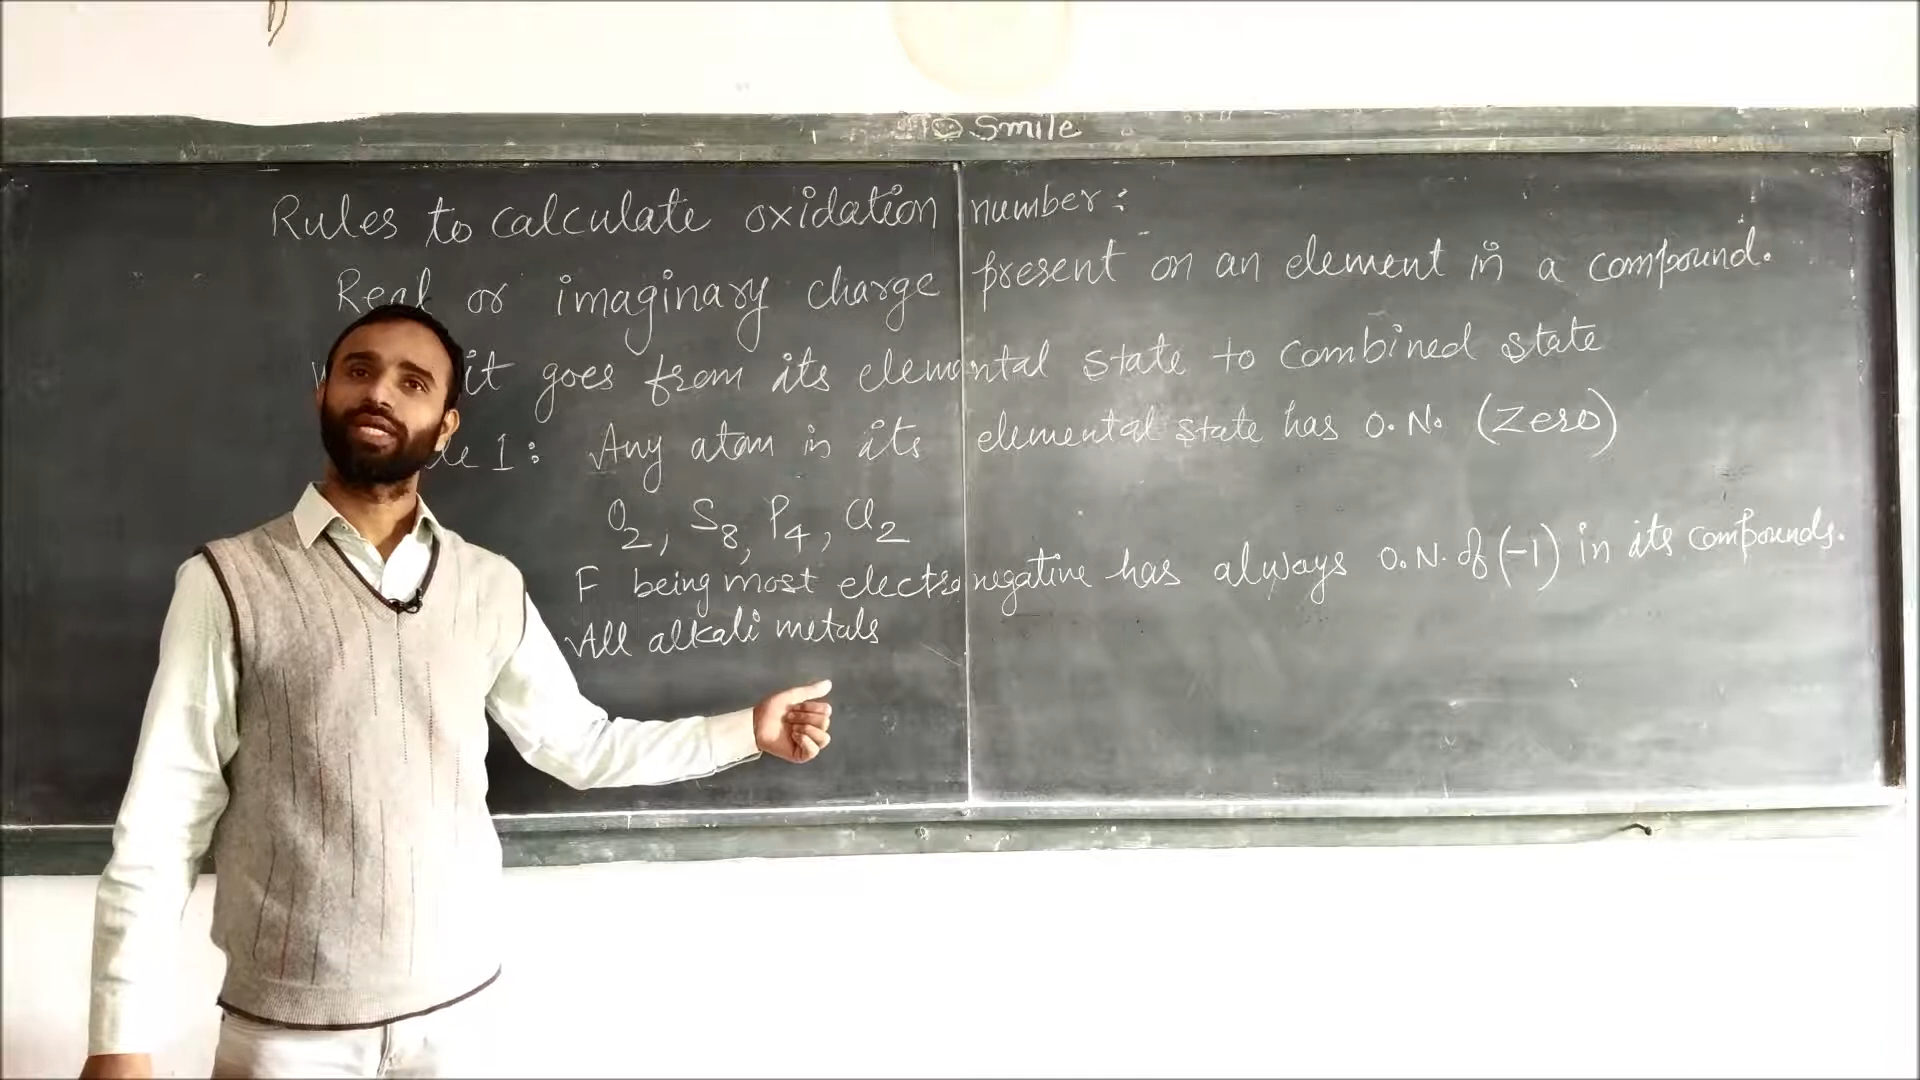 ☺ Smile
Rules to calculate oxidation number:
Real or imaginary charge present on an element in a compound.
it goes from its elemental state to combined state
1: Any atom in its elemental state has O.N. (Zero)
O₂, S₈, P₄, Cl₂
F being most electronegative has always O.N. of (-1) in its compounds.
All alkali metals